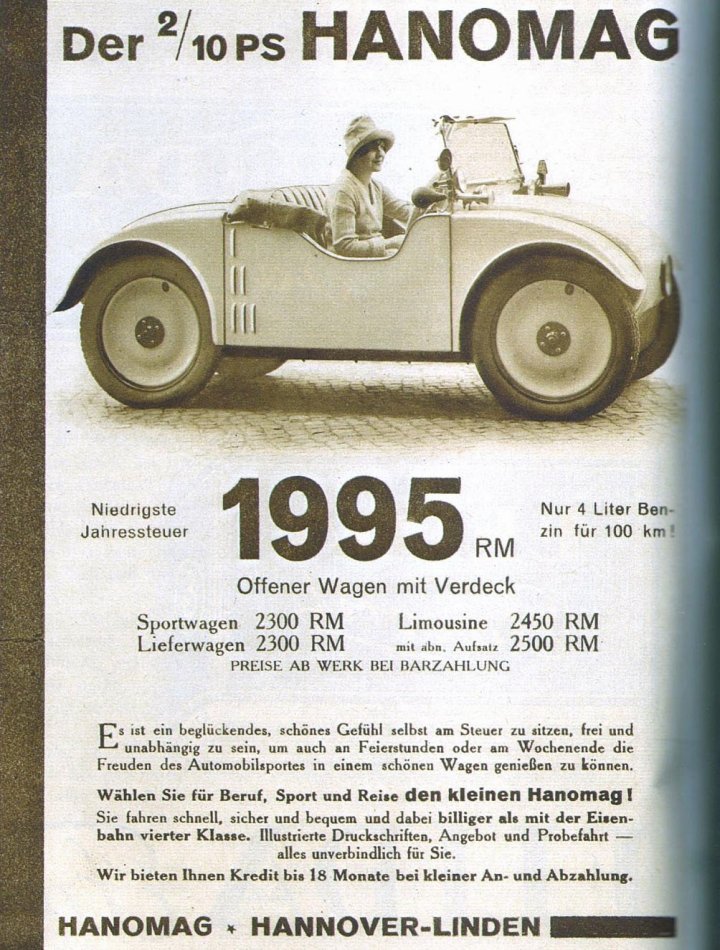 Der 2/10 PS HANOMAG
Niedrigste
Jahressteuer
1995 RM
Nur 4 Liter Ben-
zin für 100 km!
Offener Wagen mit Verdeck
Sportwagen 2300 RM
Lieferwagen 2300 RM
Limousine 2450 RM
mit abn. Aufsatz 2500 RM
PREISE AB WERK BEI BARZAHLUNG
Es ist ein beglückendes, schönes Gefühl selbst am Steuer zu sitzen, frei und
unabhängig zu sein, um auch an Feierstunden oder am Wochenende die
Freuden des Automobilsportes in einem schönen Wagen genießen zu können.
Wählen Sie für Beruf, Sport und Reise den kleinen Hanomag!
Sie fahren schnell, sicher und bequem und dabei billiger als mit der Eisen-
bahn vierter Klasse. Illustrierte Druckschriften, Angebot und Probefahrt —
alles unverbindlich für Sie.
Wir bieten Ihnen Kredit bis 18 Monate bei kleiner An- und Abzahlung.
HANOMAG ★ HANNOVER-LINDEN